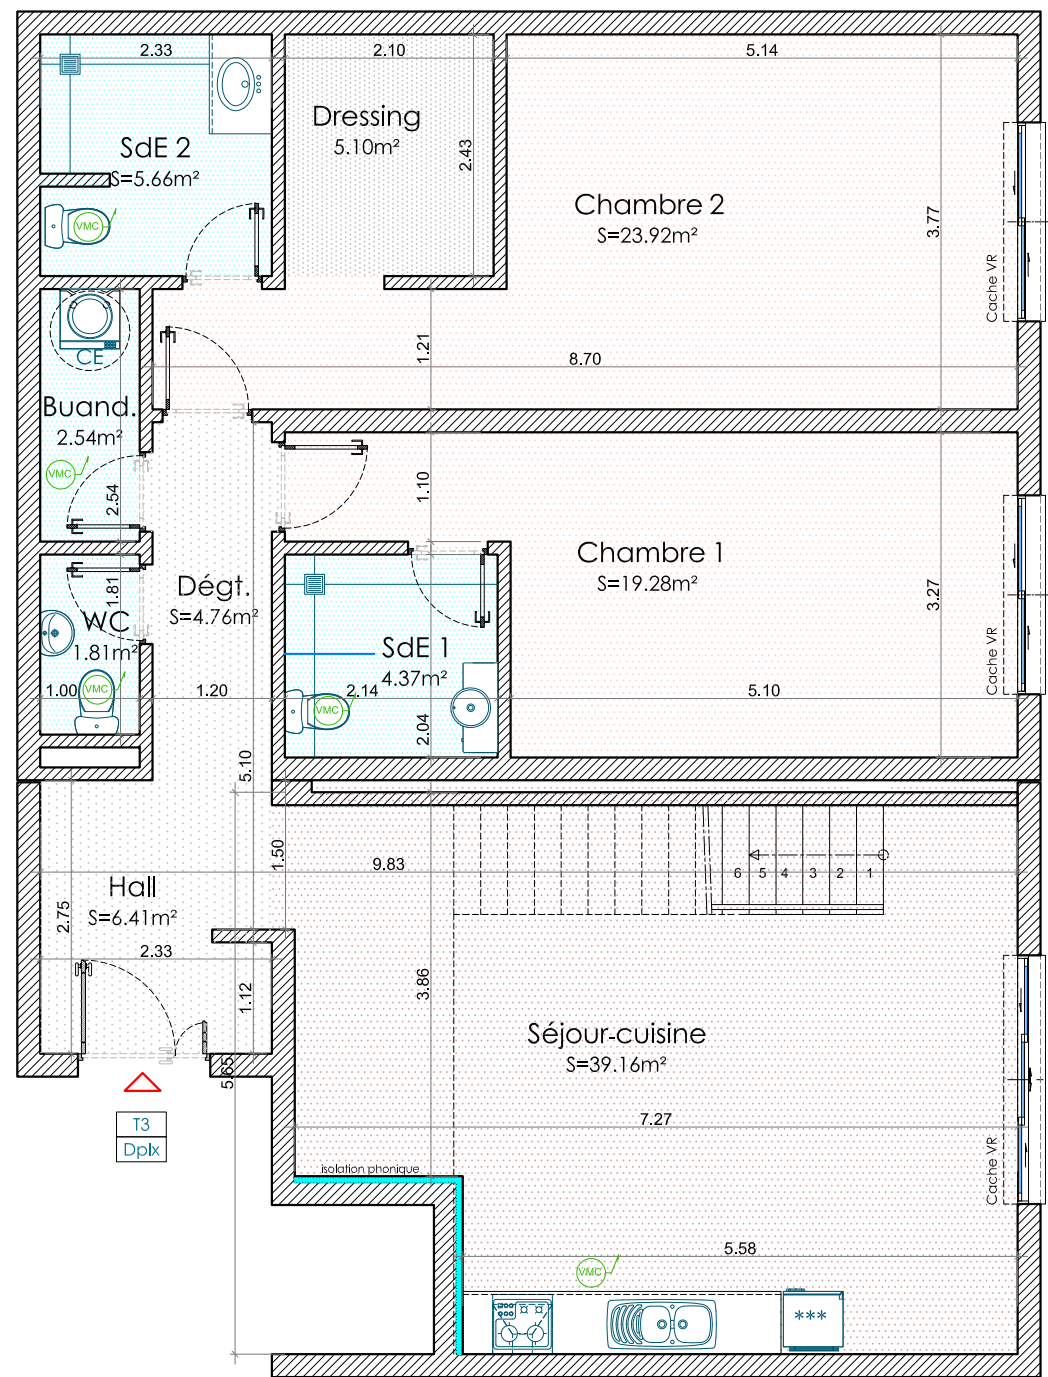 2.33
2.10
5.14
Dressing
5.10m²
SdE 2
S=5.66m²
2.43
Chambre 2
S=23.92m²
3.77
VMC
Cache VR
CE
1.21
8.70
Buand.
2.54m²
VMC
2.54
1.10
Chambre 1
S=19.28m²
3.27
Dégt.
S=4.76m²
1.81
WC
1.81m²
SdE 1
4.37m²
Cache VR
1.00
VMC
1.20
2.14
VMC
5.10
2.04
5.10
1.50
9.83
6
5
4
3
2
1
Hall
S=6.41m²
2.75
2.33
1.12
3.86
Séjour-cuisine
S=39.16m²
5.65
T3
Dplx
7.27
Cache VR
isolation phonique
5.58
VMC
***